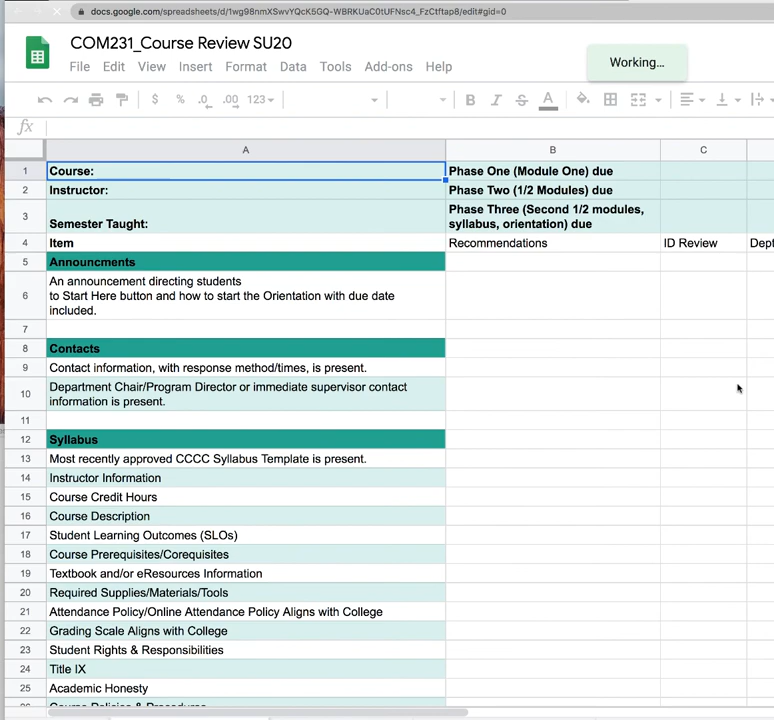 docs.google.com/spreadsheets/d/1wg98nmXSwvYQcK5GQ-WBRKUaC0tUFNsc4_FzCtftap8/edit#gid=0
COM231_Course Review SU20
File Edit View Insert Format Data Tools Add-ons Help
Working...
$ % .0 .00 123
B I S A
fx
A B C
1 Course: Phase One (Module One) due
2 Instructor: Phase Two (1/2 Modules) due
3 Semester Taught: Phase Three (Second 1/2 modules,
syllabus, orientation) due
4 Item Recommendations ID Review Dept
5 Announcments
6 An announcement directing students
to Start Here button and how to start the Orientation with due date
included.
7
8 Contacts
9 Contact information, with response method/times, is present.
10 Department Chair/Program Director or immediate supervisor contact
information is present.
11
12 Syllabus
13 Most recently approved CCCC Syllabus Template is present.
14 Instructor Information
15 Course Credit Hours
16 Course Description
17 Student Learning Outcomes (SLOs)
18 Course Prerequisites/Corequisites
19 Textbook and/or eResources Information
20 Required Supplies/Materials/Tools
21 Attendance Policy/Online Attendance Policy Aligns with College
22 Grading Scale Aligns with College
23 Student Rights & Responsibilities
24 Title IX
25 Academic Honesty
26 Course Policies & Procedures